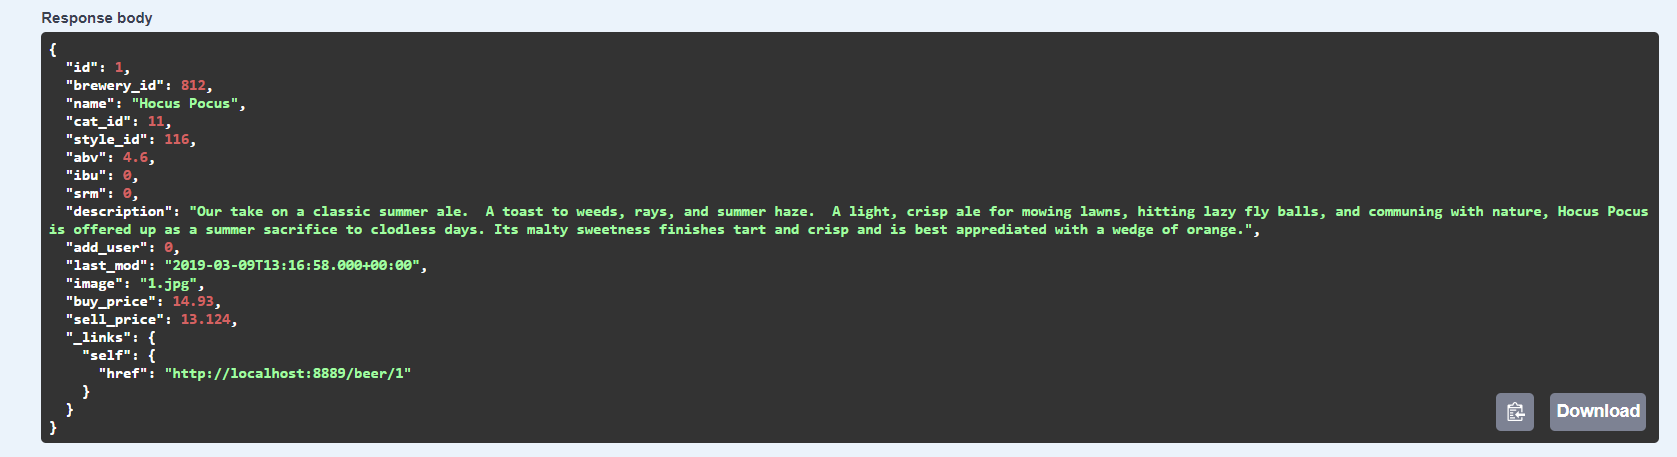 Response body
{
  "id": 1,
  "brewery_id": 812,
  "name": "Hocus Pocus",
  "cat_id": 11,
  "style_id": 116,
  "abv": 4.6,
  "ibu": 0,
  "srm": 0,
  "description": "Our take on a classic summer ale.  A toast to weeds, rays, and summer haze.  A light, crisp ale for mowing lawns, hitting lazy fly balls, and communing with nature, Hocus Pocus
is offered up as a summer sacrifice to clodless days. Its malty sweetness finishes tart and crisp and is best apprediated with a wedge of orange.",
  "add_user": 0,
  "last_mod": "2019-03-09T13:16:58.000+00:00",
  "image": "1.jpg",
  "buy_price": 14.93,
  "sell_price": 13.124,
  "_links": {
    "self": {
      "href": "http://localhost:8889/beer/1"
    }
  }
}
Download